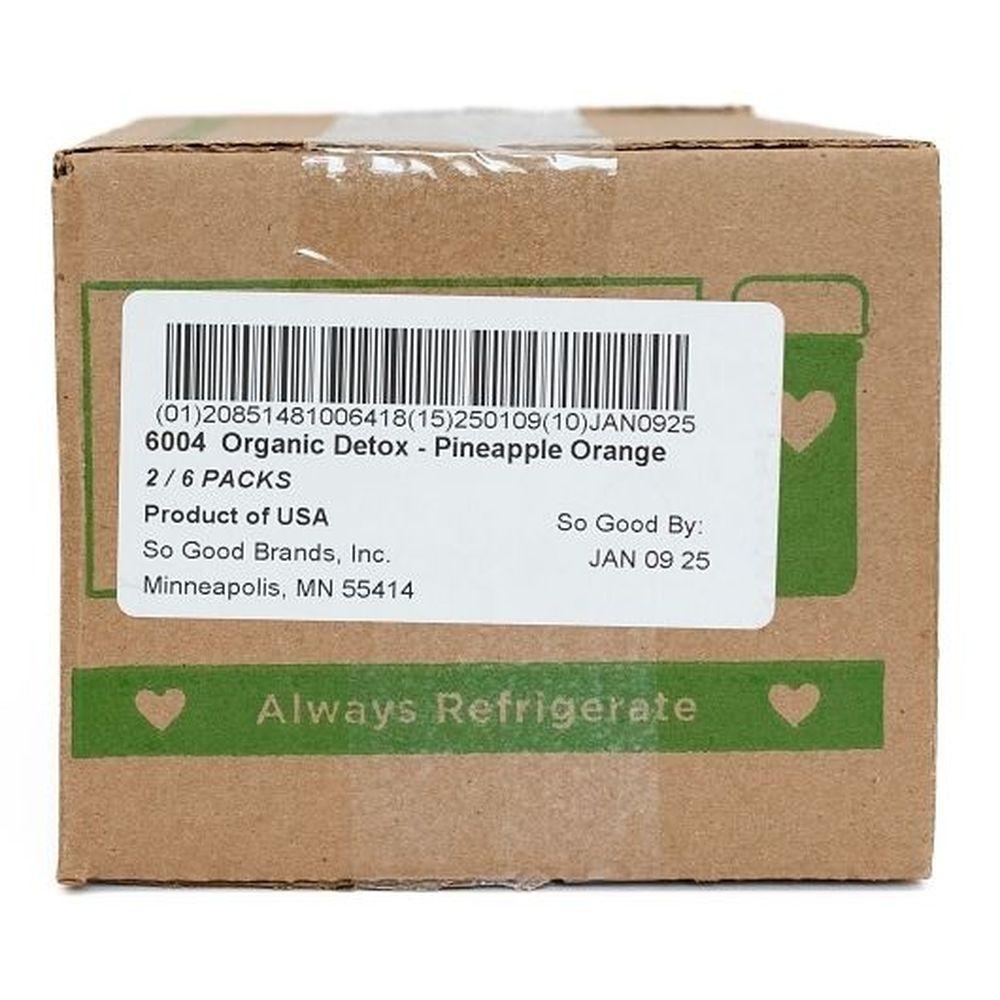 (01)20851481006418(15)250109(10)JAN0925
6004 Organic Detox - Pineapple Orange
2 / 6 PACKS
Product of USA
So Good Brands, Inc.
Minneapolis, MN 55414
So Good By:
JAN 09 25
Always Refrigerate